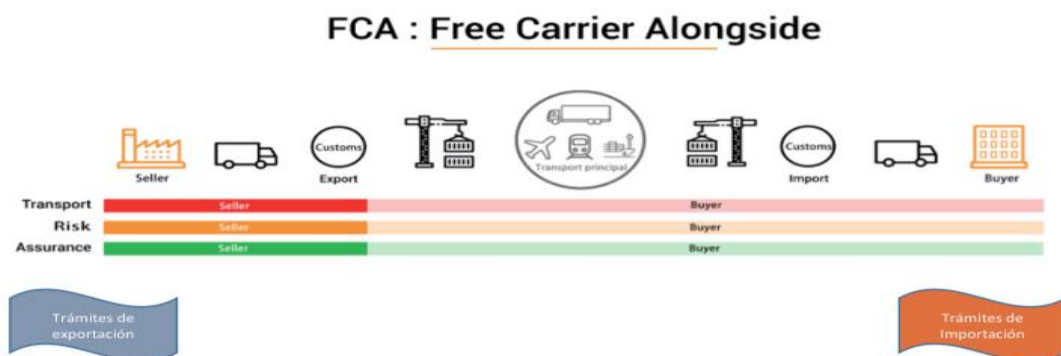 FCA : Free Carrier Alongside
Customs
Customs
Transport principal
Seller
Export
Import
Buyer
Transport Seller Buyer
Risk Seller Buyer
Assurance Seller Buyer
Trámites de
exportación
Trámites de
Importación